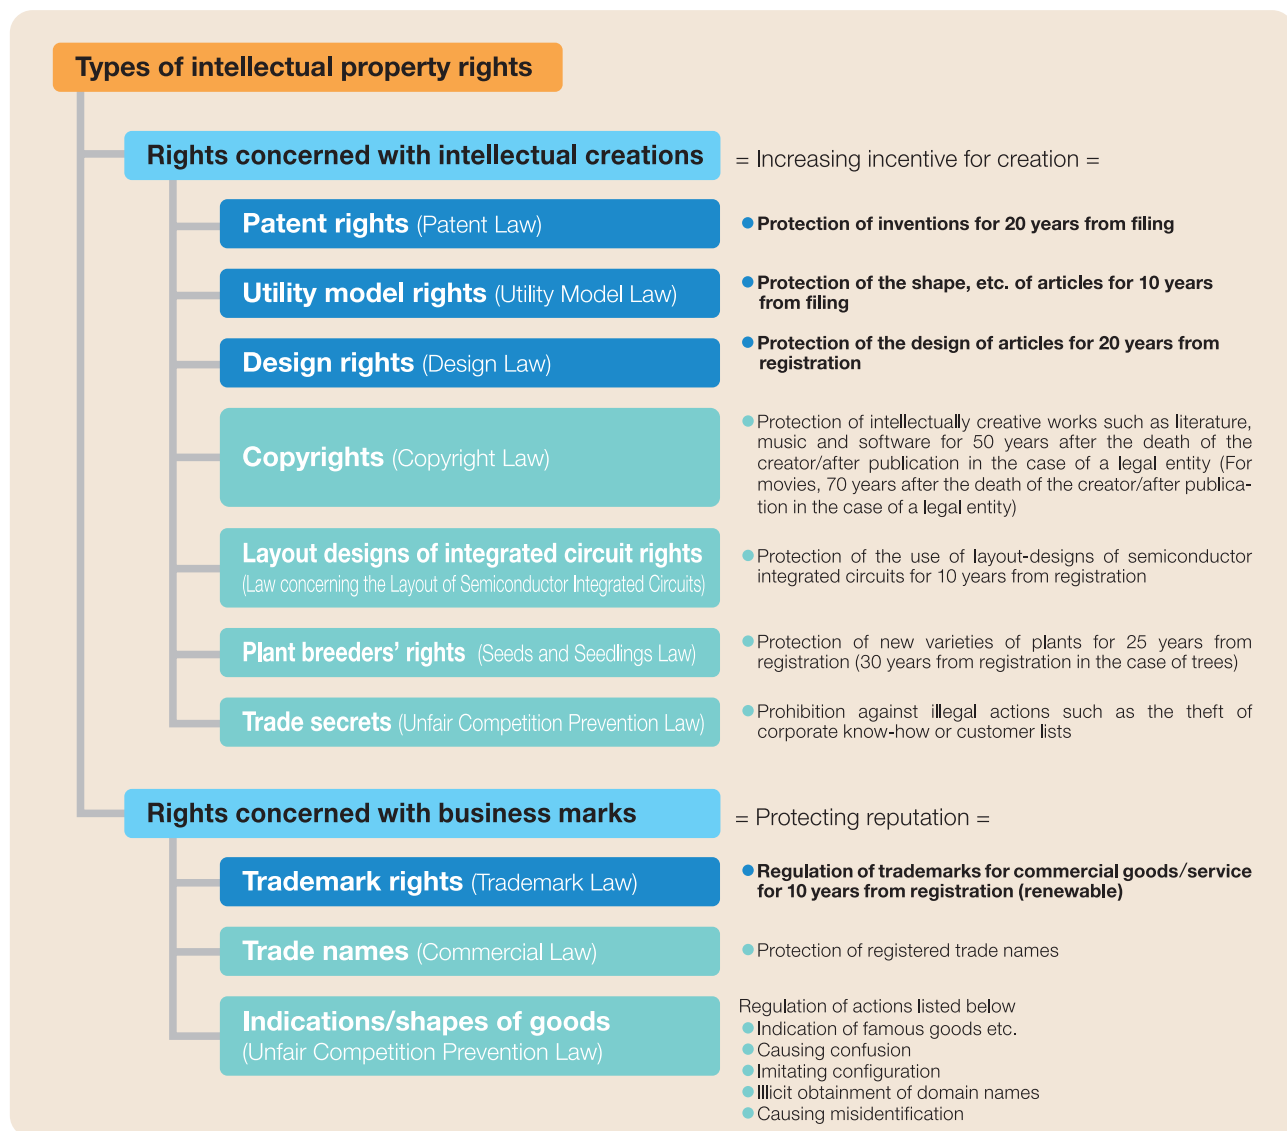 Types of intellectual property rights
Rights concerned with intellectual creations
= Increasing incentive for creation =
Patent rights (Patent Law)
●Protection of inventions for 20 years from filing
Utility model rights (Utility Model Law)
●Protection of the shape, etc. of articles for 10 years
from filing
Design rights (Design Law)
●Protection of the design of articles for 20 years from
registration
Copyrights (Copyright Law)
●Protection of intellectually creative works such as literature,
music and software for 50 years after the death of the
creator/after publication in the case of a legal entity (For
movies, 70 years after the death of the creator/after publica-
tion in the case of a legal entity)
Layout designs of integrated circuit rights
(Law concerning the Layout of Semiconductor Integrated Circuits)
●Protection of the use of layout-designs of semiconductor
integrated circuits for 10 years from registration
Plant breeders' rights (Seeds and Seedlings Law)
●Protection of new varieties of plants for 25 years from
registration (30 years from registration in the case of trees)
Trade secrets (Unfair Competition Prevention Law)
●Prohibition against illegal actions such as the theft of
corporate know-how or customer lists
Rights concerned with business marks
= Protecting reputation =
Trademark rights (Trademark Law)
●Regulation of trademarks for commercial goods/service
for 10 years from registration (renewable)
Trade names (Commercial Law)
●Protection of registered trade names
Indications/shapes of goods
(Unfair Competition Prevention Law)
Regulation of actions listed below
●Indication of famous goods etc.
●Causing confusion
●Imitating configuration
●Illicit obtainment of domain names
●Causing misidentification